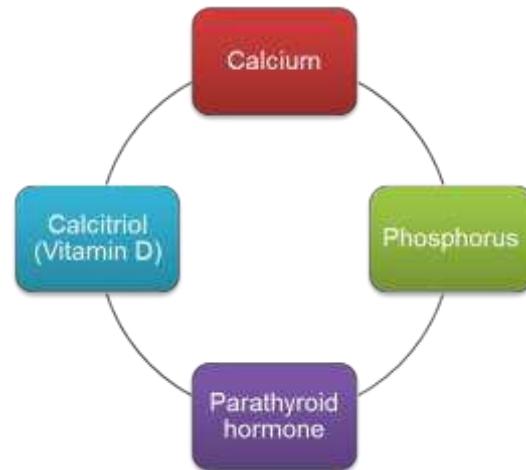 Calcium
Calcitriol
(Vitamin D)
Phosphorus
Parathyroid
hormone